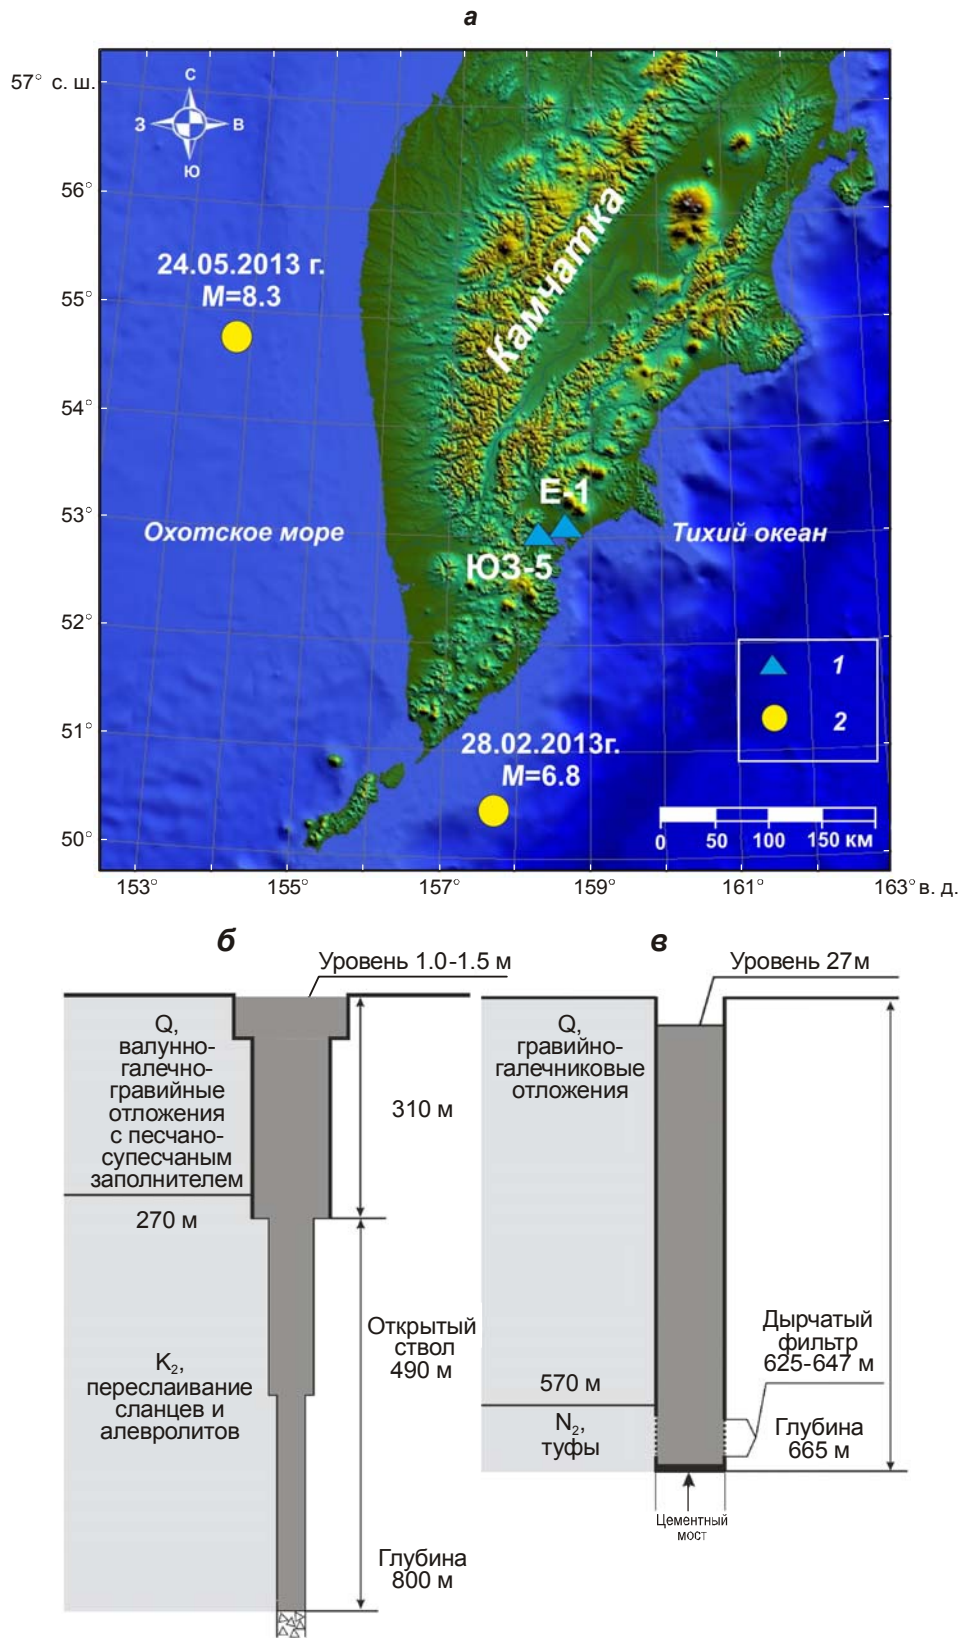 а
57° с. ш.
56°
55°
54°
53°
52°
51°
50°
С
З
В
Ю
24.05.2013 г.
М=8.3
Камчатка
Е-1
Охотское море
Тихий океан
ЮЗ-5
1
2
28.02.2013г.
М=6.8
0 50 100 150 км
153° 155° 157° 159° 161° 163° в. д.
б
Уровень 1.0-1.5 м
Q,
валунно-
галечно-
гравийные
отложения
с песчано-
супесчаным
заполнителем
310 м
270 м
K2,
переслаивание
сланцев и
алевролитов
Открытый
ствол
490 м
Глубина
800 м
в
Уровень 27м
Q,
гравийно-
галечниковые
отложения
570 м
N2,
туфы
Дырчатый
фильтр
625-647 м
Глубина
665 м
Цементный
мост